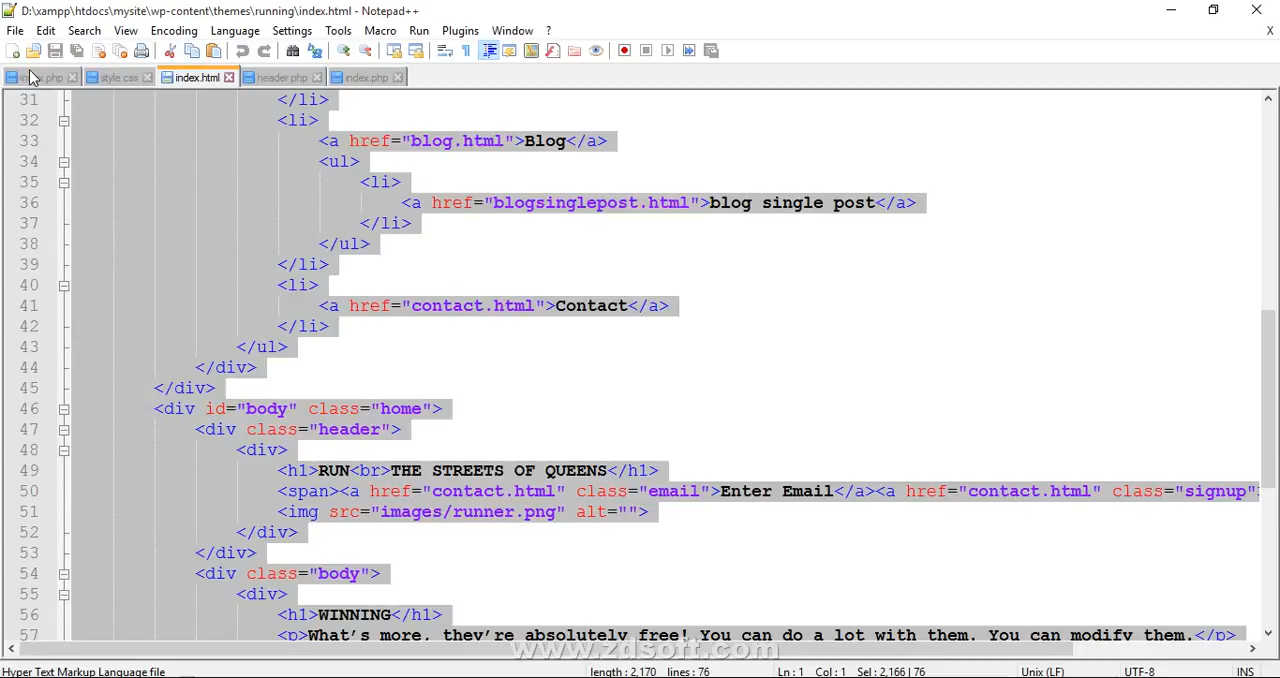 D:\xampp\htdocs\mysite\wp-content\themes\running\index.html - Notepad++
File Edit Search View Encoding Language Settings Tools Macro Run Plugins Window ? X
.php style.css index.html header.php index.php
31 </li>
32 <li>
33 <a href="blog.html">Blog</a>
34 <ul>
35 <li>
36 <a href="blogsinglepost.html">blog single post</a>
37 </li>
38 </ul>
39 </li>
40 <li>
41 <a href="contact.html">Contact</a>
42 </li>
43 </ul>
44 </div>
45 </div>
46 <div id="body" class="home">
47 <div class="header">
48 <div>
49 <h1>RUN<br>THE STREETS OF QUEENS</h1>
50 <span><a href="contact.html" class="email">Enter Email</a><a href="contact.html" class="signup"
51 <img src="images/runner.png" alt="">
52 </div>
53 </div>
54 <div class="body">
55 <div>
56 <h1>WINNING</h1>
57 <p>What's more, they're absolutely free! You can do a lot with them. You can modify them.</p>
www.zdsoft.com
Hyper Text Markup Language file length : 2,170 lines : 76 Ln : 1 Col : 1 Sel : 2,166 | 76 Unix (LF) UTF-8 INS